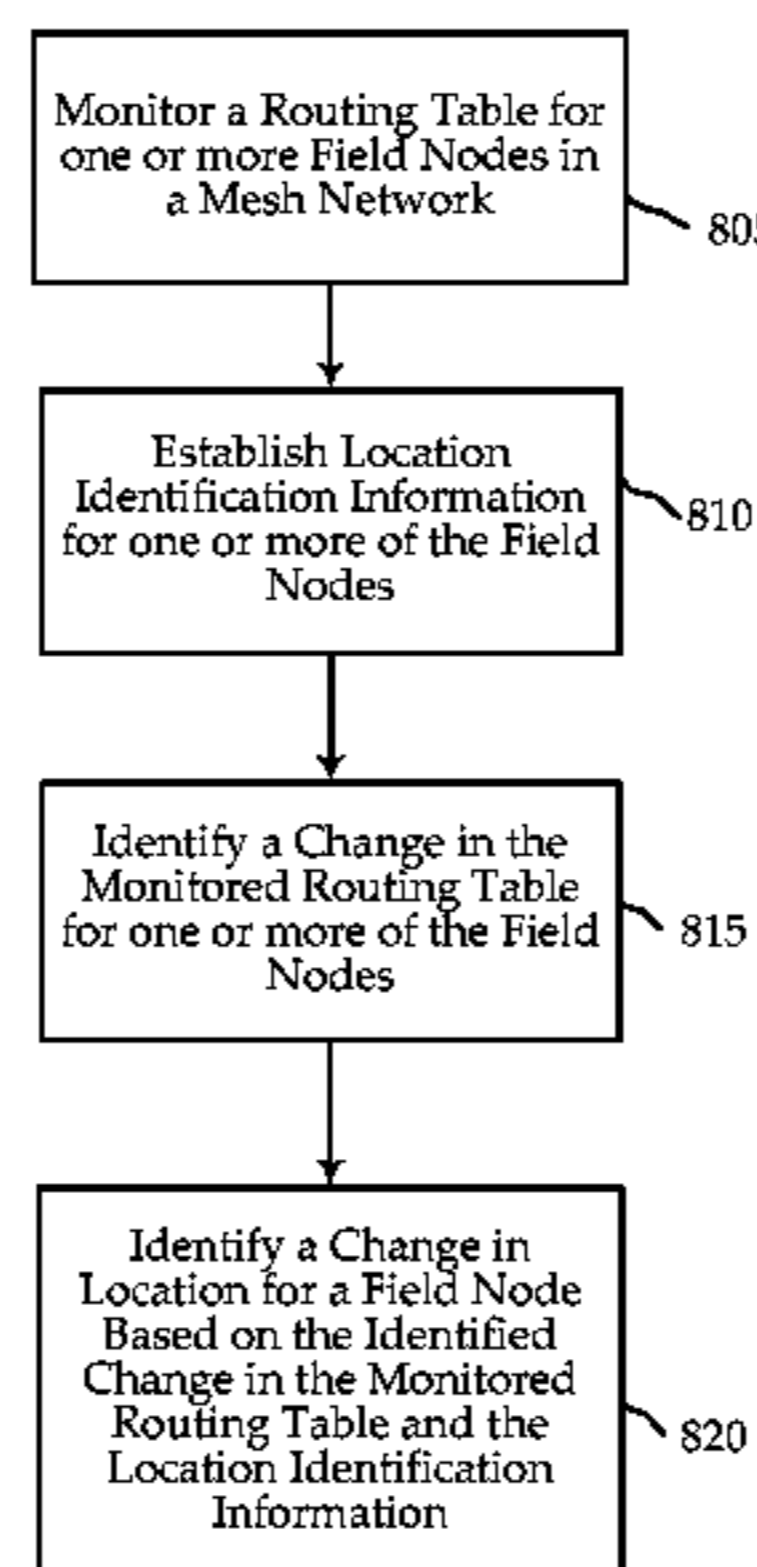 Monitor a Routing Table for
one or more Field Nodes in
a Mesh Network
805
Establish Location
Identification Information
for one or more of the Field
Nodes
810
Identify a Change in the
Monitored Routing Table
for one or more of the Field
Nodes
815
Identify a Change in
Location for a Field Node
Based on the Identified
Change in the Monitored
Routing Table and the
Location Identification
Information
820